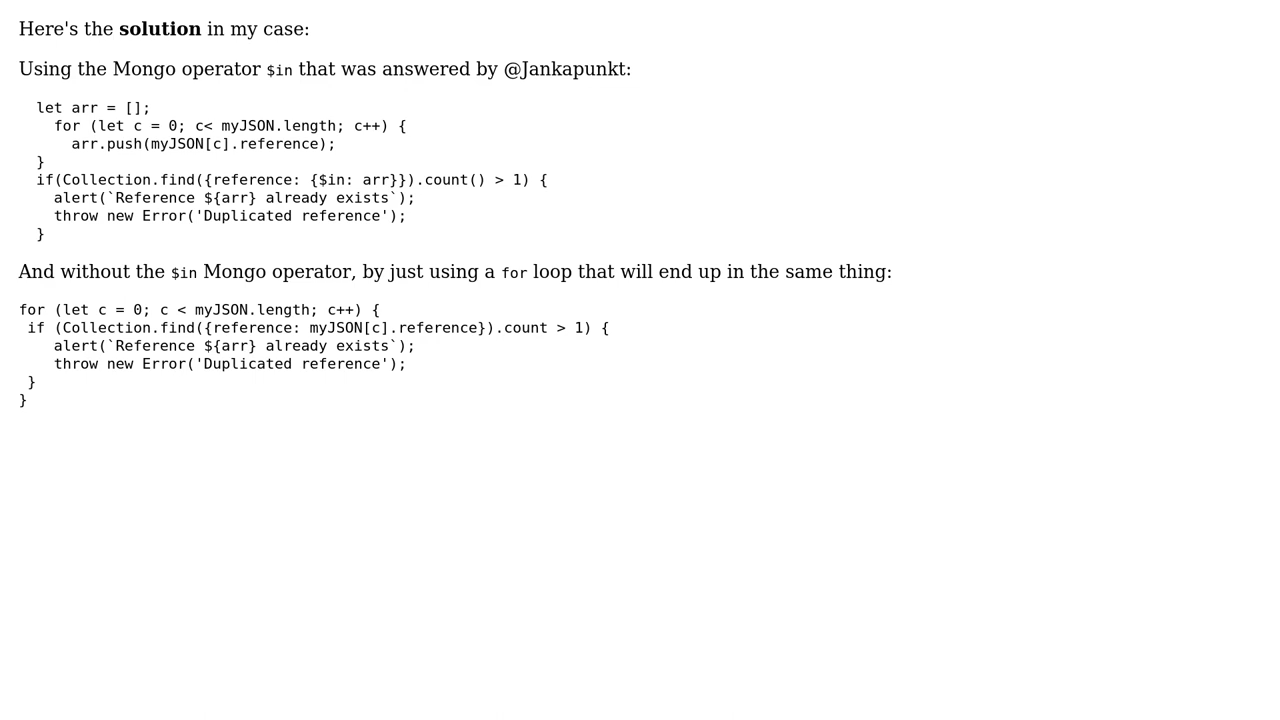 Here's the solution in my case:
Using the Mongo operator $in that was answered by @Jankapunkt:
  let arr = [];
    for (let c = 0; c< myJSON.length; c++) {
      arr.push(myJSON[c].reference);
  }
  if(Collection.find({reference: {$in: arr}}).count() > 1) {
    alert(`Reference ${arr} already exists`);
    throw new Error('Duplicated reference');
  }
And without the $in Mongo operator, by just using a for loop that will end up in the same thing:
for (let c = 0; c < myJSON.length; c++) {
 if (Collection.find({reference: myJSON[c].reference}).count > 1) {
    alert(`Reference ${arr} already exists`);
    throw new Error('Duplicated reference');
 }
}